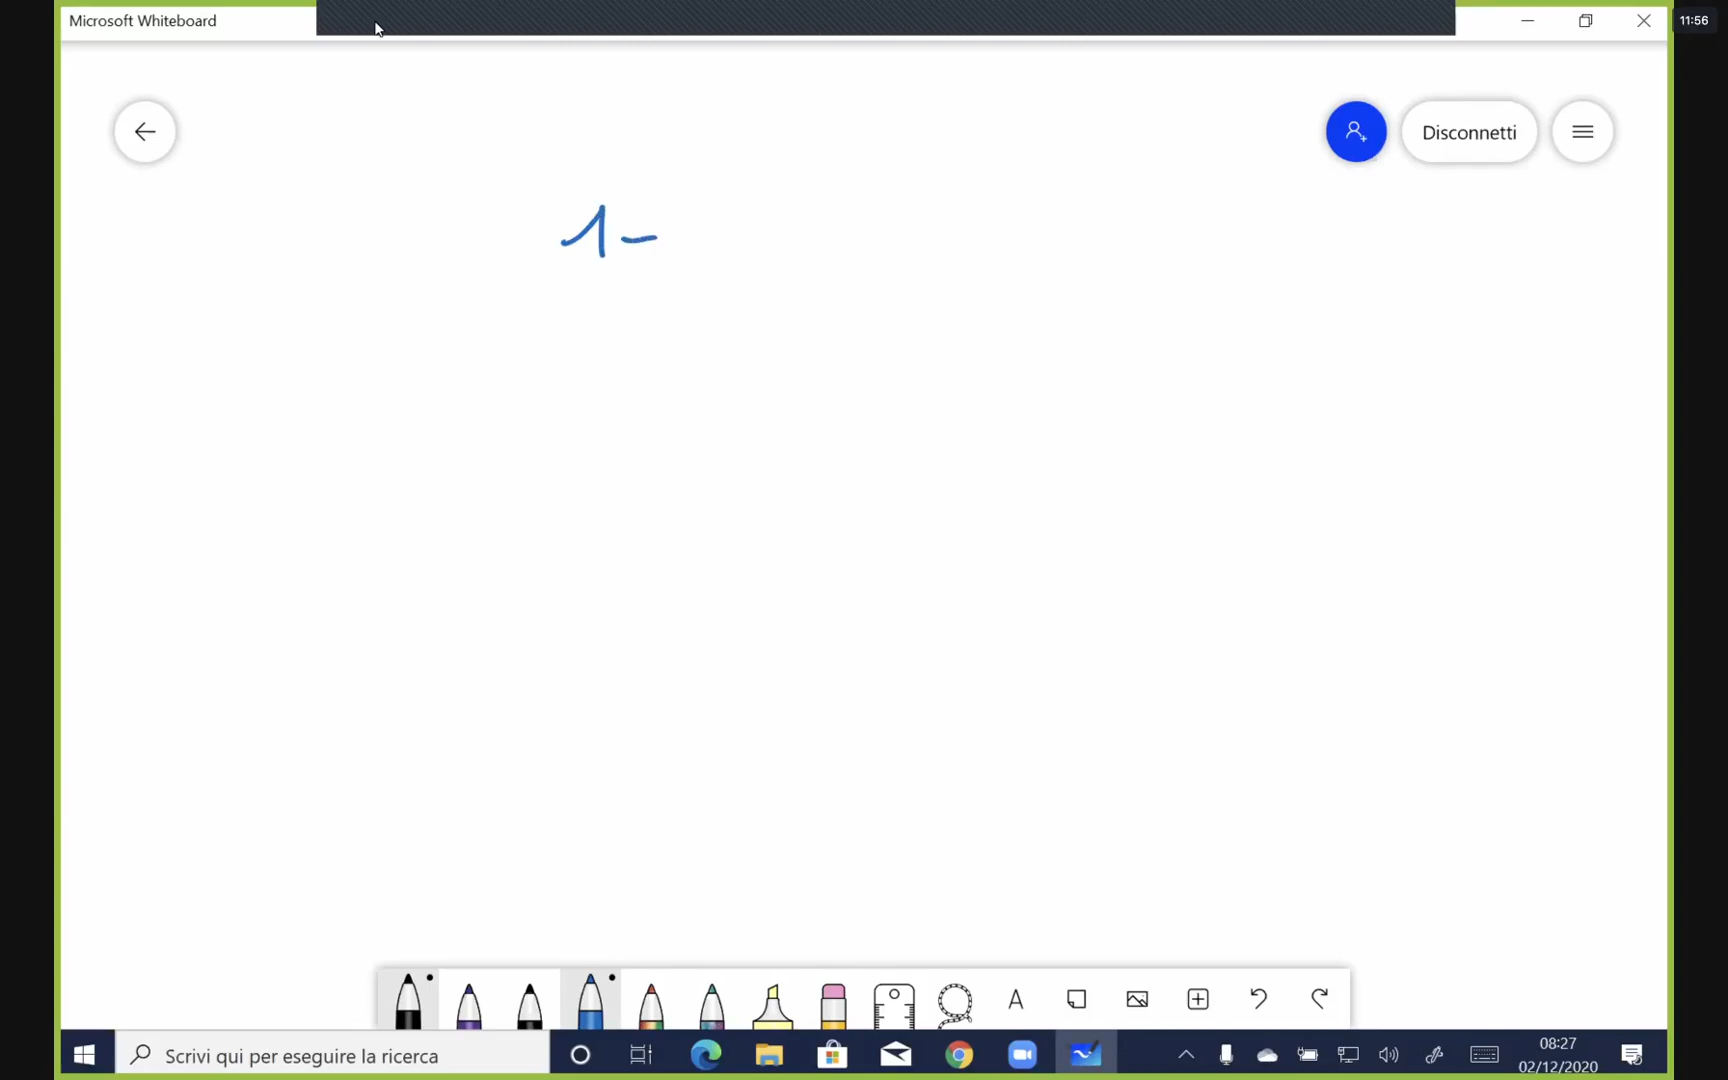 Microsoft Whiteboard
11:56
Disconnetti
1-
A
Scrivi qui per eseguire la ricerca
08:27
02/12/2020